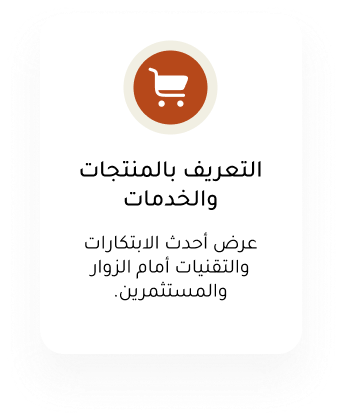 التعريف بالمنتجات
والخدمات
عرض أحدث الابتكارات
والتقنيات أمام الزوار
والمستثمرين.